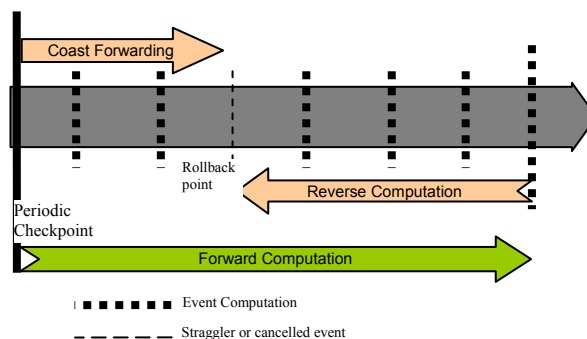 Coast Forwarding
Rollback
point
Reverse Computation
Periodic
Checkpoint
Forward Computation
Event Computation
Straggler or cancelled event